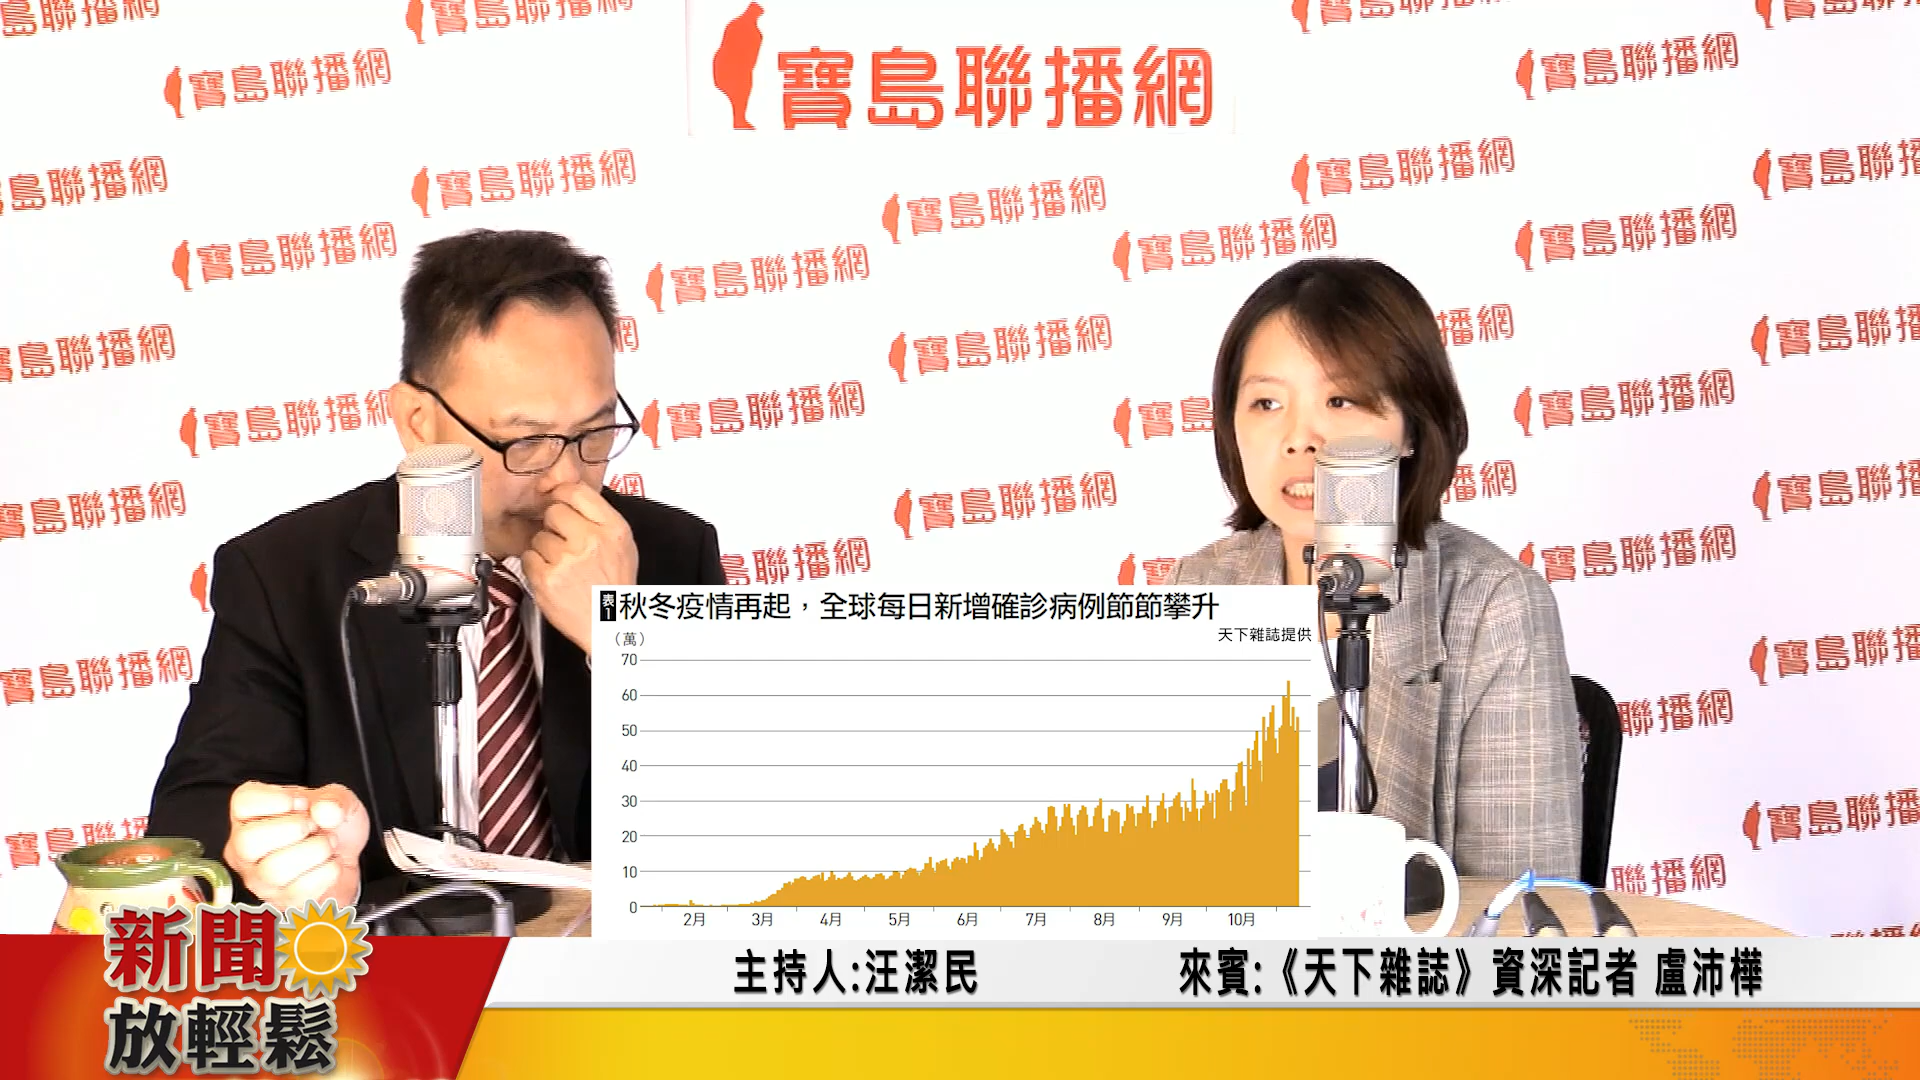 寶島聯播網
表1 秋冬疫情再起，全球每日新增確診病例節節攀升
（萬）
天下雜誌提供
70
60
50
40
30
20
10
0
2月 3月 4月 5月 6月 7月 8月 9月 10月
新聞
放輕鬆
主持人:汪潔民 來賓:《天下雜誌》資深記者 盧沛樺